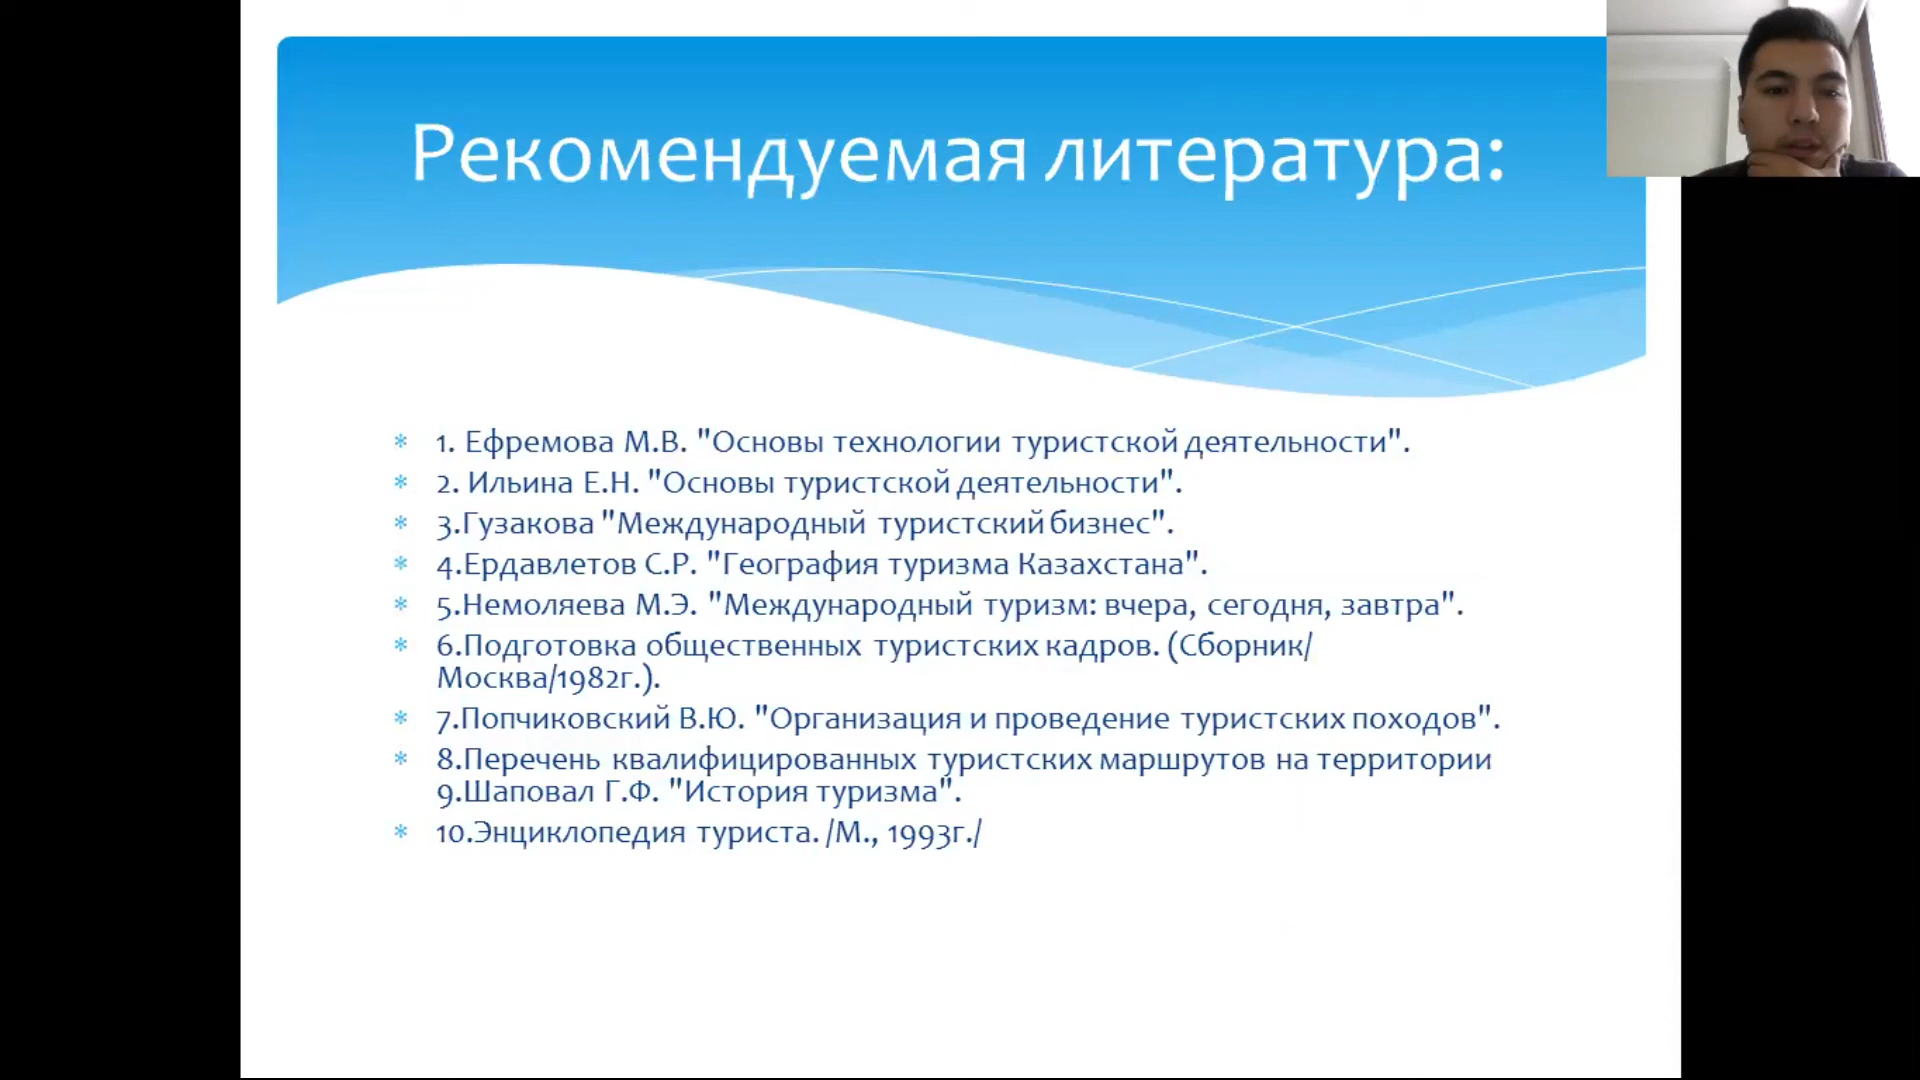 Рекомендуемая литература:
* 1. Ефремова М.В. "Основы технологии туристской деятельности".
* 2. Ильина Е.Н. "Основы туристской деятельности".
* 3.Гузакова "Международный туристский бизнес".
* 4.Ердавлетов С.Р. "География туризма Казахстана".
* 5.Немоляева М.Э. "Международный туризм: вчера, сегодня, завтра".
* 6.Подготовка общественных туристских кадров. (Сборник/
Москва/1982г.).
* 7.Попчиковский В.Ю. "Организация и проведение туристских походов".
* 8.Перечень квалифицированных туристских маршрутов на территории
9.Шаповал Г.Ф. "История туризма".
* 10.Энциклопедия туриста. /М., 1993г./